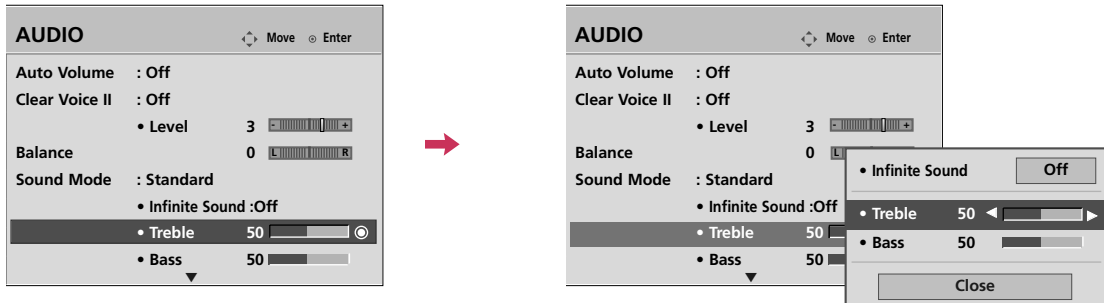 AUDIO Move Enter
Auto Volume : Off
Clear Voice II : Off
• Level 3 - +
Balance 0 L R
Sound Mode : Standard
• Infinite Sound :Off
• Treble 50
• Bass 50
AUDIO Move Enter
Auto Volume : Off
Clear Voice II : Off
• Level 3 - +
Balance 0 L
Sound Mode : Standard
• Infinite Sound :Off
• Treble 50
• Bass 50
• Infinite Sound Off
• Treble 50
• Bass 50
Close